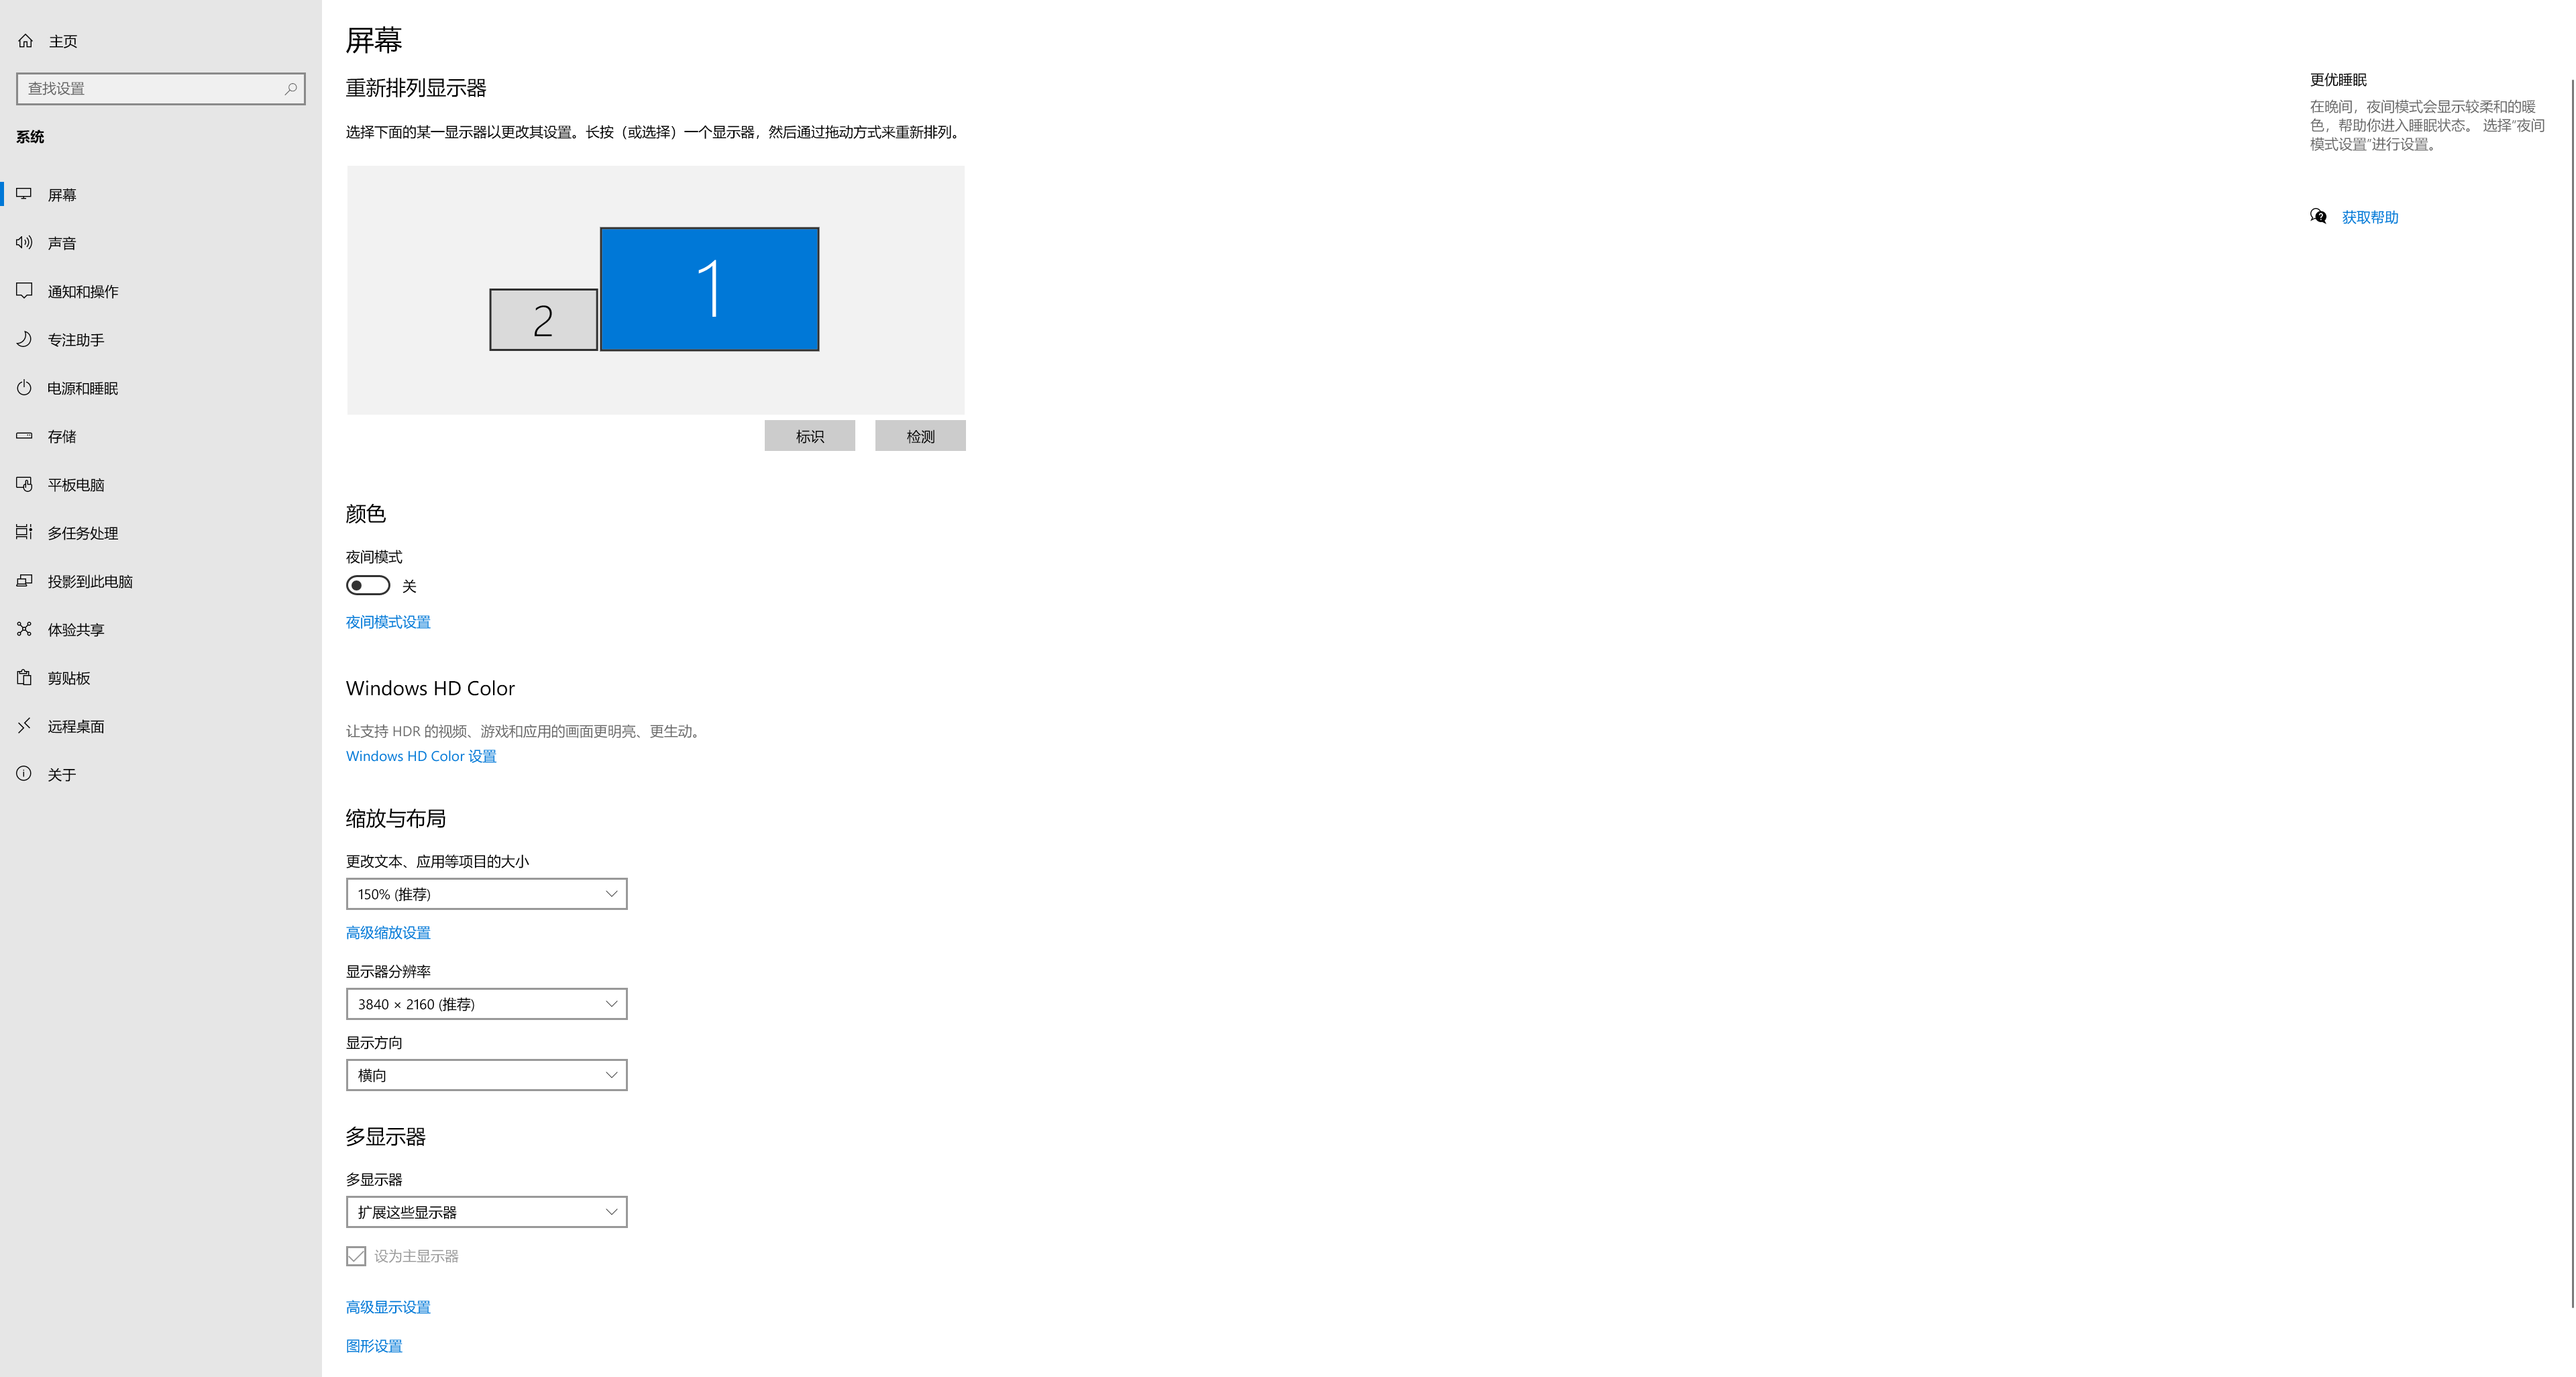 主页
查找设置
系统
屏幕
声音
通知和操作
专注助手
电源和睡眠
存储
平板电脑
多任务处理
投影到此电脑
体验共享
剪贴板
远程桌面
关于
屏幕
重新排列显示器
选择下面的某一显示器以更改其设置。长按（或选择）一个显示器，然后通过拖动方式来重新排列。
2
1
标识
检测
颜色
夜间模式
关
夜间模式设置
Windows HD Color
让支持 HDR 的视频、游戏和应用的画面更明亮、更生动。
Windows HD Color 设置
缩放与布局
更改文本、应用等项目的大小
150% (推荐)
高级缩放设置
显示器分辨率
3840 × 2160 (推荐)
显示方向
横向
多显示器
多显示器
扩展这些显示器
设为主显示器
高级显示设置
图形设置
更优睡眠
在晚间，夜间模式会显示较柔和的暖
色，帮助你进入睡眠状态。 选择"夜间
模式设置"进行设置。
获取帮助